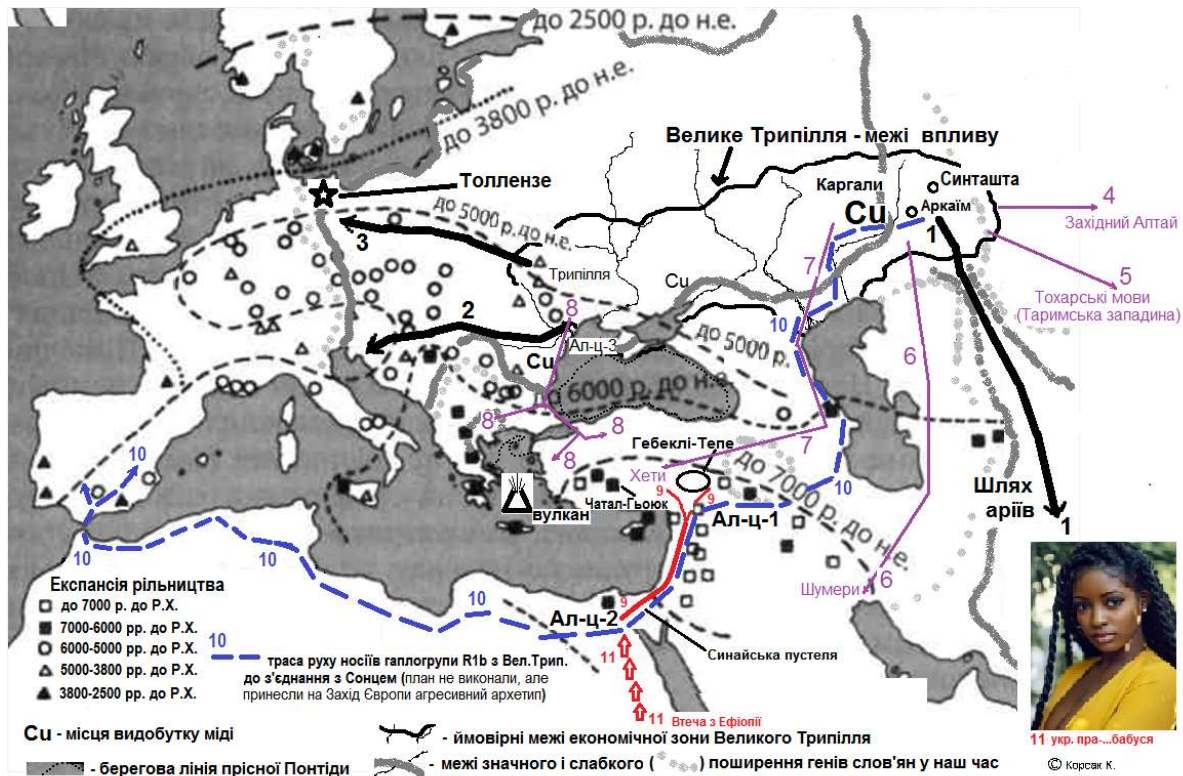 до 2500 р. до н.е.
до 3800 р. до н.е.
Велике Трипілля - межі впливу
Толлензе
Каргали
Синташта
Cu
Аркаїм
1
4
Західний Алтай
до 5000 р. до н.е.
3
Трипілля
7
5
Тохарські мови
(Таримська западина)
Cu
2
8
10
Ал-ц-3
до 5000 р.
Cu
6
до 6000 р. до н.е.
8
8
8
7
Гебеклі-Тепе
10
Хети
9
9
до 7000 р. до н.е.
10
Чатал-Гьоюк
вулкан
Ал-ц-1
Шлях
аріїв
1
10
10
10
6
Шумери
Експансія рільництва
до 7000 р. до Р.Х.
7000-6000 рр. до Р.Х.
6000-5000 рр. до Р.Х.
5000-3800 рр. до Р.Х.
3800-2500 рр. до Р.Х.
9
10
Ал-ц-2
Синайська пустеля
11
10
траса руху носіїв гаплогрупи R1b з Вел.Трип.
до з'єднання з Сонцем (план не виконали, але
принесли на Захід Європи агресивний архетип)
11 Втеча з Ефіопії
Cu - місця видобутку міді
- ймовірні межі економічної зони Великого Трипілля
11 укр. пра-...бабуся
- берегова лінія прісної Понтіди
- межі значного і слабкого ( ) поширення генів слов'ян у наш час
© Корсак К.